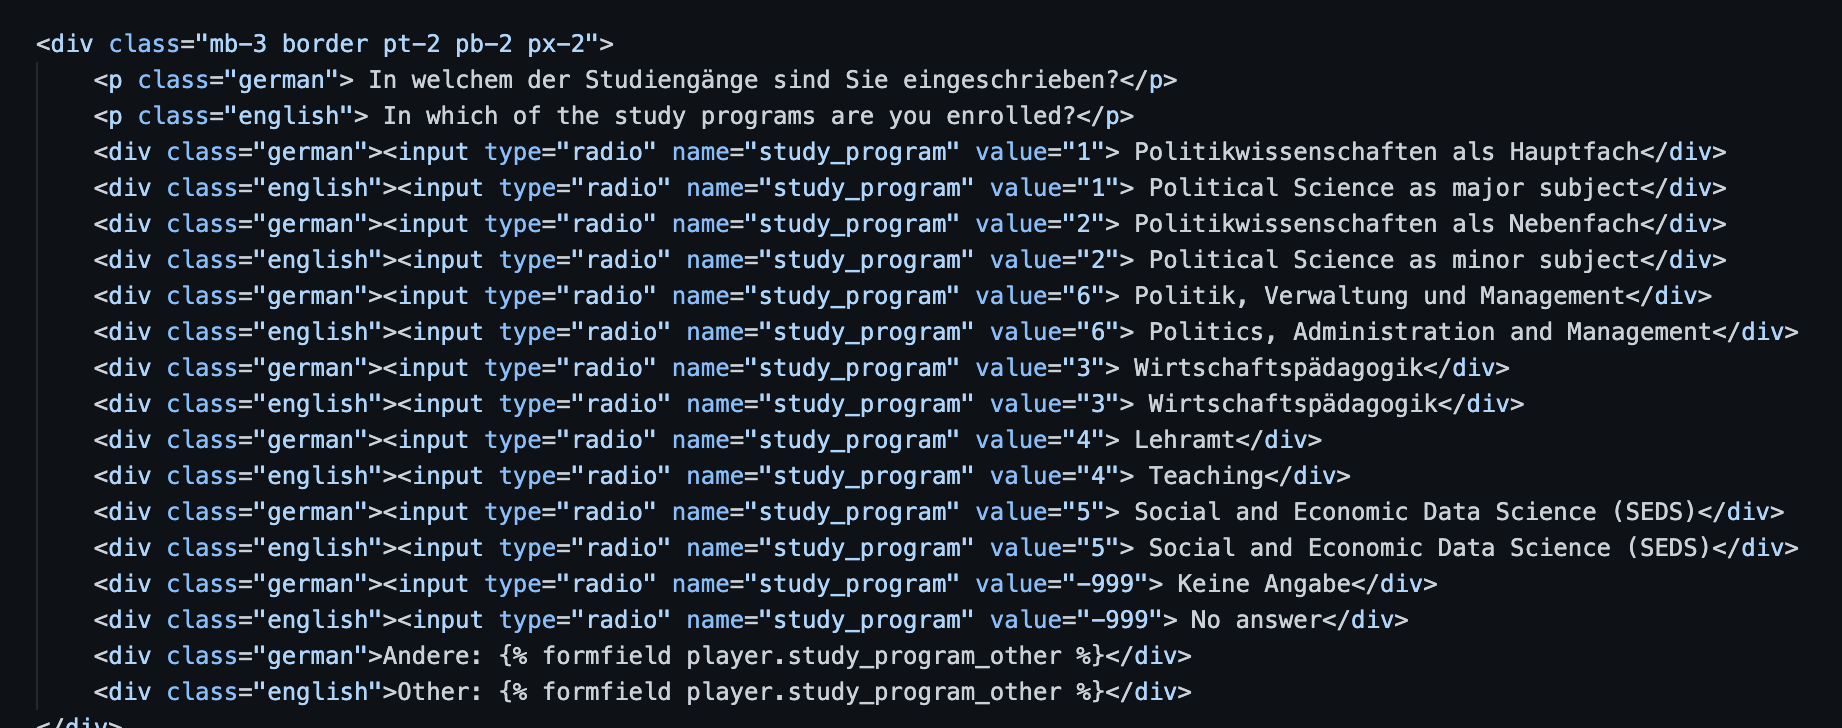 <div class="mb-3 border pt-2 pb-2 px-2">
<p class="german"> In welchem der Studiengänge sind Sie eingeschrieben?</p>
<p class="english"> In which of the study programs are you enrolled?</p>
<div class="german"><input type="radio" name="study_program" value="1"> Politikwissenschaften als Hauptfach</div>
<div class="english"><input type="radio" name="study_program" value="1"> Political Science as major subject</div>
<div class="german"><input type="radio" name="study_program" value="2"> Politikwissenschaften als Nebenfach</div>
<div class="english"><input type="radio" name="study_program" value="2"> Political Science as minor subject</div>
<div class="german"><input type="radio" name="study_program" value="6"> Politik, Verwaltung und Management</div>
<div class="english"><input type="radio" name="study_program" value="6"> Politics, Administration and Management</div>
<div class="german"><input type="radio" name="study_program" value="3"> Wirtschaftspädagogik</div>
<div class="english"><input type="radio" name="study_program" value="3"> Wirtschaftspädagogik</div>
<div class="german"><input type="radio" name="study_program" value="4"> Lehramt</div>
<div class="english"><input type="radio" name="study_program" value="4"> Teaching</div>
<div class="german"><input type="radio" name="study_program" value="5"> Social and Economic Data Science (SEDS)</div>
<div class="english"><input type="radio" name="study_program" value="5"> Social and Economic Data Science (SEDS)</div>
<div class="german"><input type="radio" name="study_program" value="-999"> Keine Angabe</div>
<div class="english"><input type="radio" name="study_program" value="-999"> No answer</div>
<div class="german">Andere: {% formfield player.study_program_other %}</div>
<div class="english">Other: {% formfield player.study_program_other %}</div>
</div>